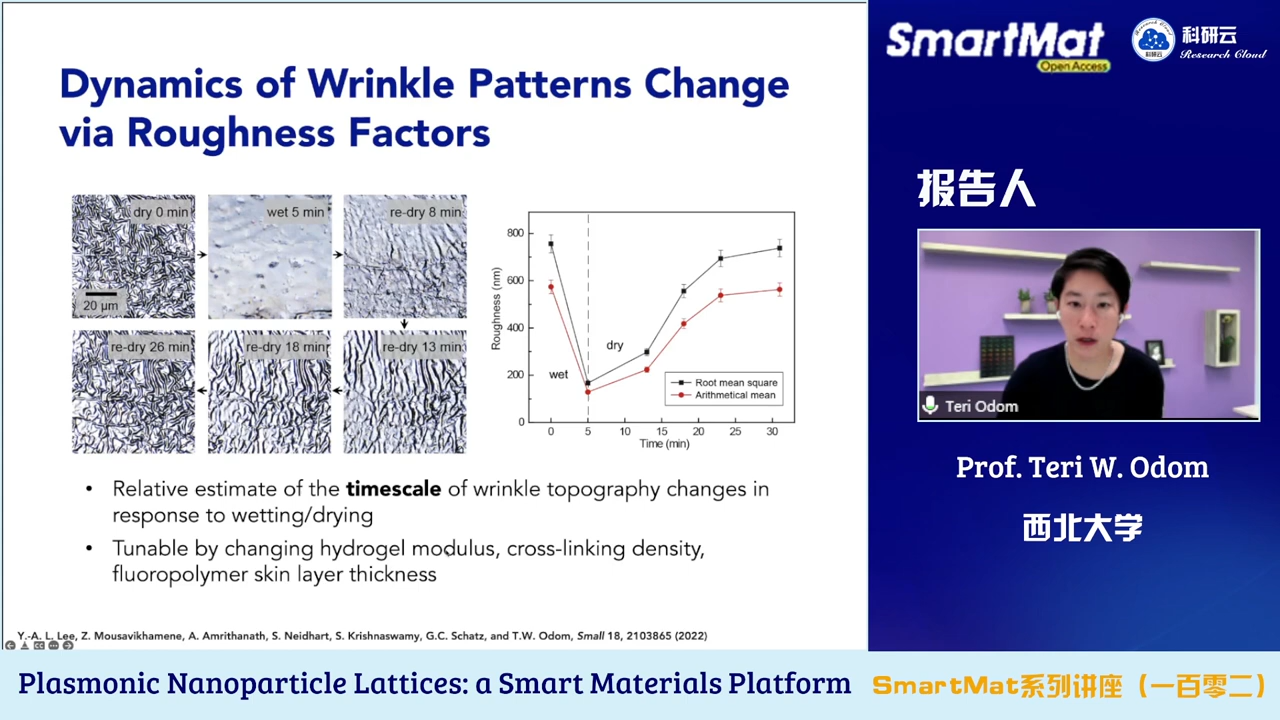 Dynamics of Wrinkle Patterns Change
via Roughness Factors
dry 0 min
wet 5 min
re-dry 8 min
20 μm
re-dry 26 min
re-dry 18 min
re-dry 13 min
Roughness (nm)
800
600
400
200
0
wet
dry
Root mean square
Arithmetical mean
0 5 10 15 20 25 30
Time (min)
• Relative estimate of the timescale of wrinkle topography changes in
response to wetting/drying
• Tunable by changing hydrogel modulus, cross-linking density,
fluoropolymer skin layer thickness
Y.-A. L. Lee, Z. Mousavikhamene, A. Amrithanath, S. Neidhart, S. Krishnaswamy, G.C. Schatz, and T.W. Odom, Small 18, 2103865 (2022)
SmartMat
Open Access
科研云
Research Cloud
报告人
Teri Odom
Prof. Teri W. Odom
西北大学
Plasmonic Nanoparticle Lattices: a Smart Materials Platform
SmartMat系列讲座（一百零二）